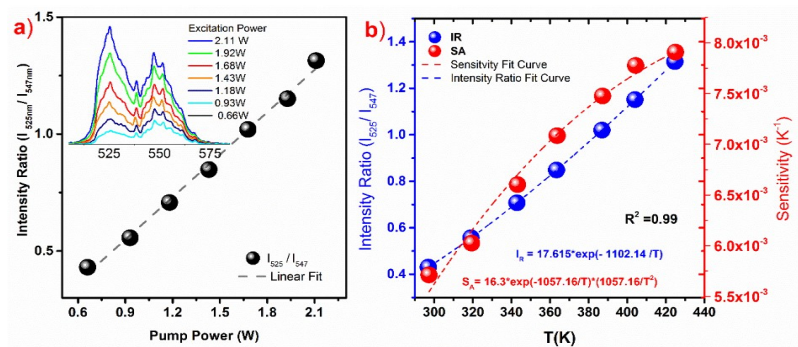 a)
Intensity Ratio (I525nm/ I547nm)
1.5
1.0
0.5
Excitation Power
2.11 W
1.92W
1.68W
1.43W
1.18W
0.93W
0.66W
525
550
575
I525 / I547
Linear Fit
0.6
0.9
1.2
1.5
1.8
2.1
Pump Power (W)
b)
Intensity Ratio (I525/ I547)
1.4
1.2
1.0
0.8
0.6
0.4
IR
SA
Sensitvity Fit Curve
Intensity Ratio Fit Curve
R² =0.99
IR = 17.615*exp(- 1102.14 /T)
SA= 16.3*exp(-1057.16/T)*(1057.16/T²)
300
320
340
360
380
400
420
440
T(K)
8.0x10⁻³
7.5x10⁻³
7.0x10⁻³
6.5x10⁻³
6.0x10⁻³
5.5x10⁻³
Sensitivity (K⁻¹)